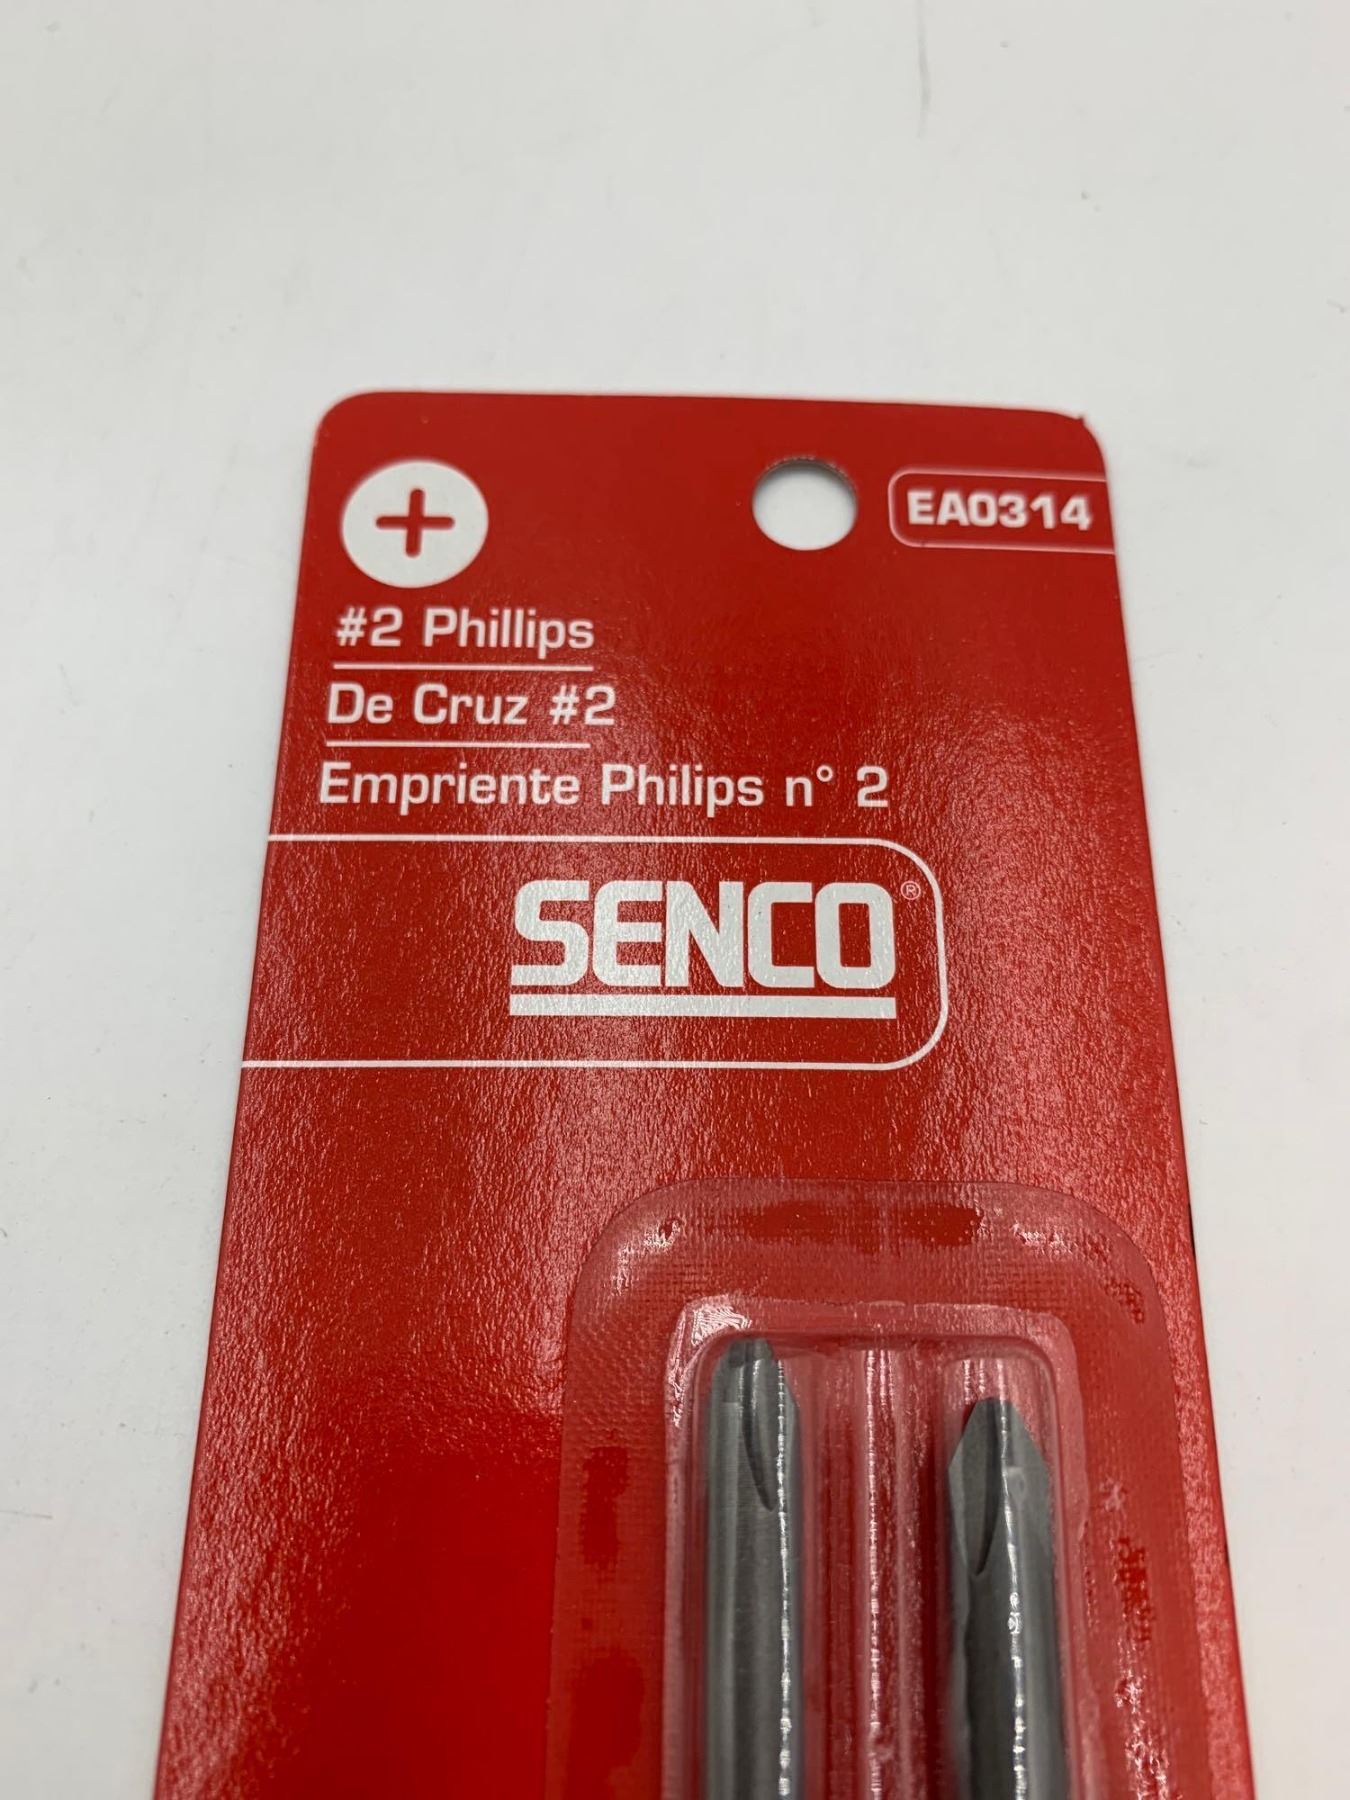 EA0314
#2 Phillips
De Cruz #2
Empriente Philips n° 2
SENCO®